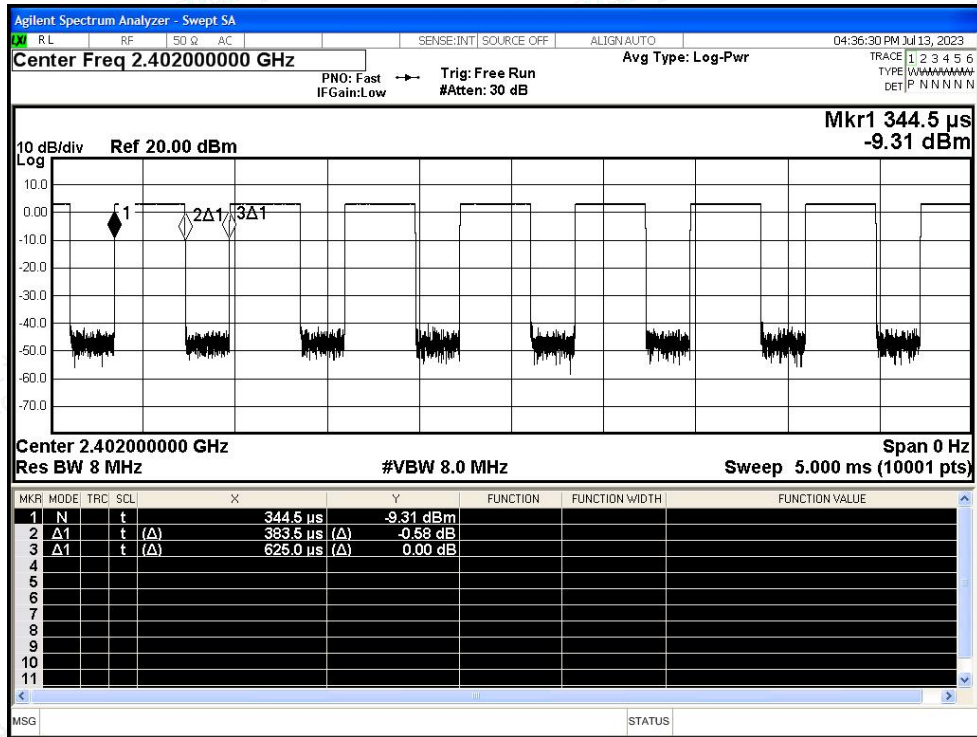 Agilent Spectrum Analyzer - Swept SA
LXI RL RF 50 Ω AC SENSE:INT SOURCE OFF ALIGN AUTO 04:36:30 PM Jul 13, 2023
Center Freq 2.402000000 GHz
PNO: Fast
IFGain:Low
Trig: Free Run
#Atten: 30 dB
Avg Type: Log-Pwr
TRACE 1 2 3 4 5 6
TYPE W
DET P N N N N N
Mkr1 344.5 µs
-9.31 dBm
10 dB/div Ref 20.00 dBm
Log
10.0
0.00
-10.0
-20.0
-30.0
-40.0
-50.0
-60.0
-70.0
1 2Δ1 3Δ1
Center 2.402000000 GHz Span 0 Hz
Res BW 8 MHz #VBW 8.0 MHz Sweep 5.000 ms (10001 pts)
MKR MODE TRC SCL X Y FUNCTION FUNCTION WIDTH FUNCTION VALUE
1 N t 344.5 µs -9.31 dBm
2 Δ1 t (Δ) 383.5 µs (Δ) -0.58 dB
3 Δ1 t (Δ) 625.0 µs (Δ) 0.00 dB
4
5
6
7
8
9
10
11
MSG STATUS